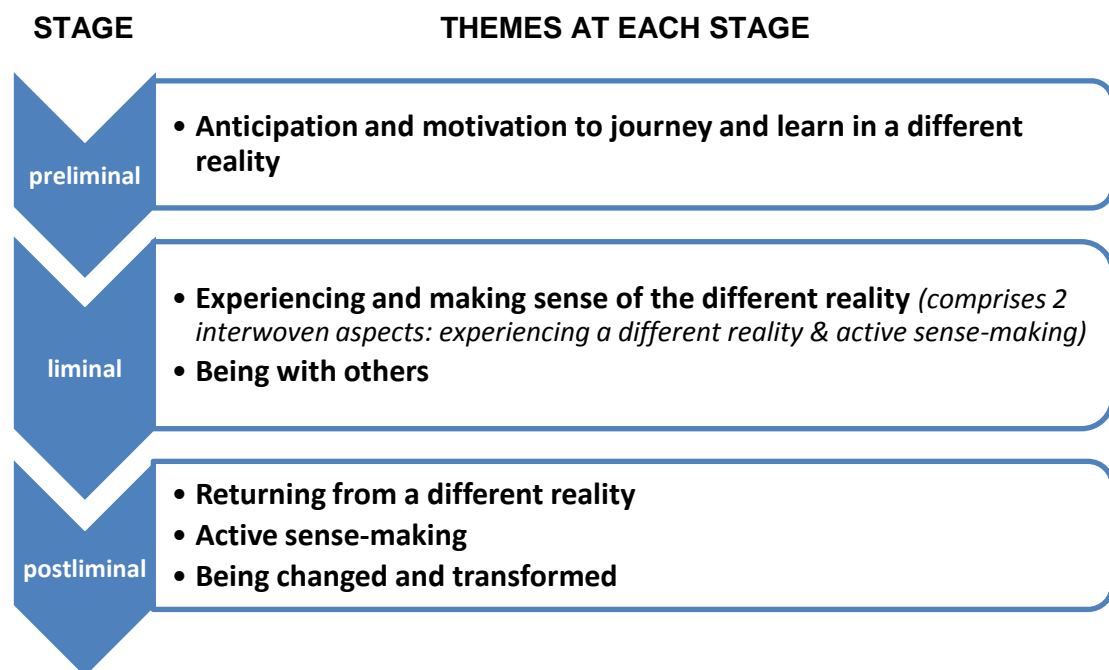 STAGE THEMES AT EACH STAGE
preliminal
• Anticipation and motivation to journey and learn in a different
reality
liminal
• Experiencing and making sense of the different reality (comprises 2
interwoven aspects: experiencing a different reality & active sense-making)
• Being with others
postliminal
• Returning from a different reality
• Active sense-making
• Being changed and transformed